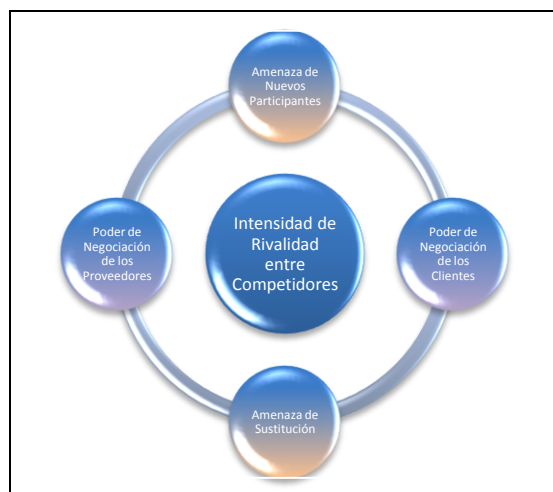 Amenaza de
Nuevos
Participantes
Poder de
Negociación
de los
Proveedores
Intensidad de
Rivalidad
entre
Competidores
Poder de
Negociación
de los
Clientes
Amenaza de
Sustitución